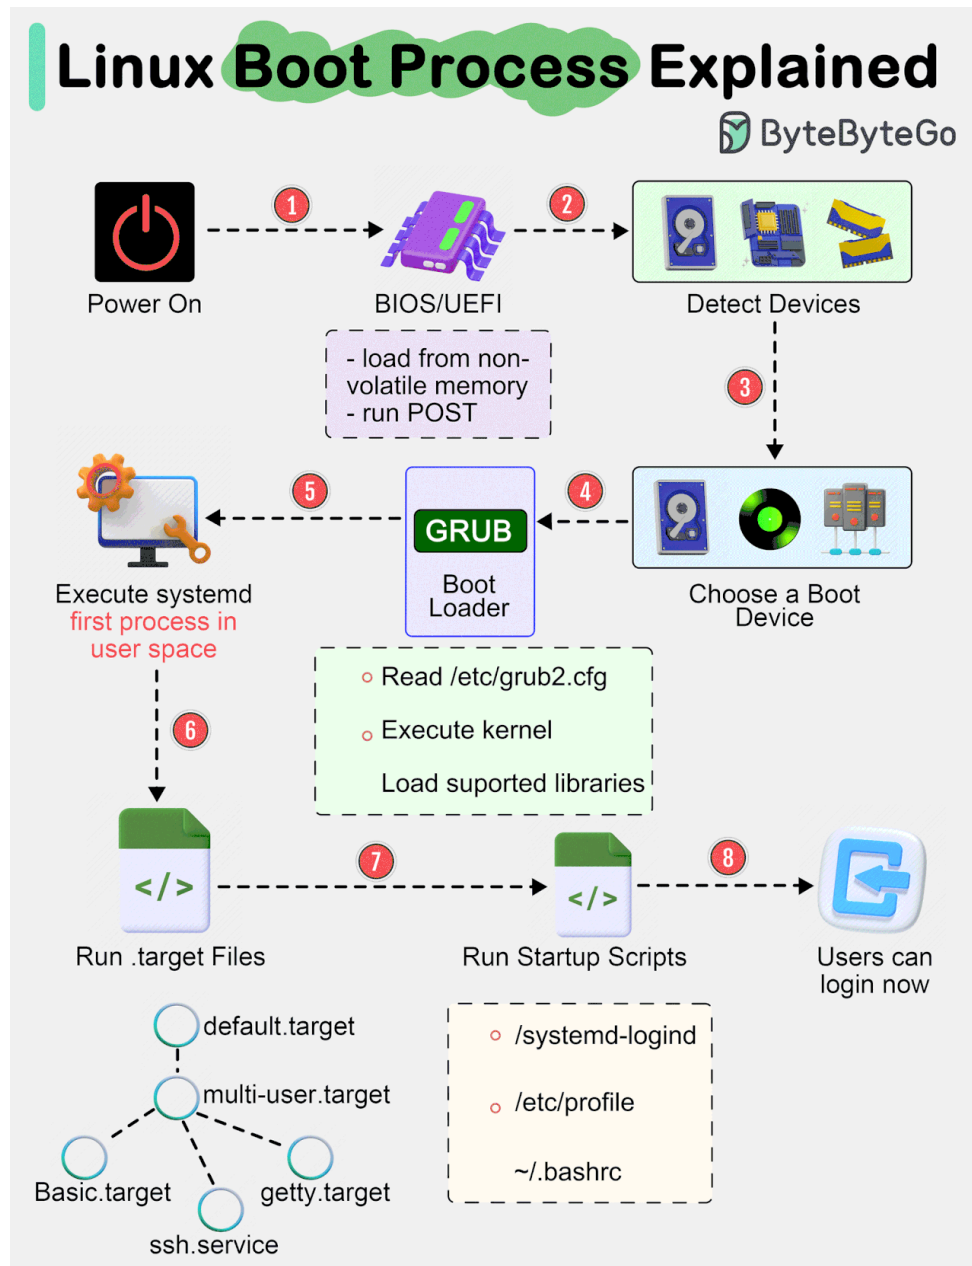 Linux Boot Process Explained
ByteByteGo
1
2
Power On
BIOS/UEFI
Detect Devices
- load from non-
volatile memory
- run POST
3
5
4
GRUB
Boot
Loader
Execute systemd
first process in
user space
Choose a Boot
Device
Read /etc/grub2.cfg
Execute kernel
Load suported libraries
6
</>
7
</>
8
Run .target Files
Run Startup Scripts
Users can
login now
default.target
multi-user.target
Basic.target
getty.target
ssh.service
/systemd-logind
/etc/profile
~/.bashrc